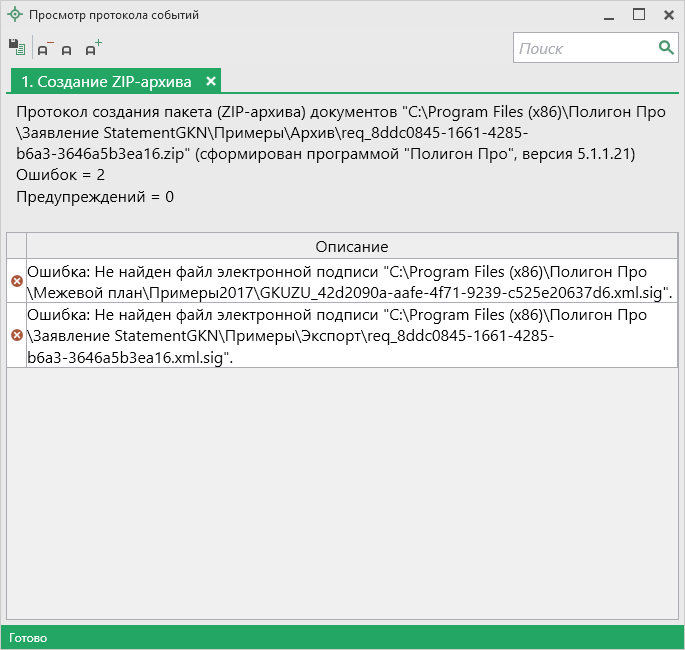 Просмотр протокола событий
Поиск
1. Создание ZIP-архива
Протокол создания пакета (ZIP-архива) документов "C:\Program Files (x86)\Полигон Про
\Заявление StatementGKN\Примеры\Архив\req_8ddc0845-1661-4285-
b6a3-3646a5b3ea16.zip" (сформирован программой "Полигон Про", версия 5.1.1.21)
Ошибок = 2
Предупреждений = 0
Описание
Ошибка: Не найден файл электронной подписи "C:\Program Files (x86)\Полигон Про
\Межевой план\Примеры2017\GKUZU_42d2090a-aafe-4f71-9239-c525e20637d6.xml.sig".
Ошибка: Не найден файл электронной подписи "C:\Program Files (x86)\Полигон Про
\Заявление StatementGKN\Примеры\Экспорт\req_8ddc0845-1661-4285-
b6a3-3646a5b3ea16.xml.sig".
Готово